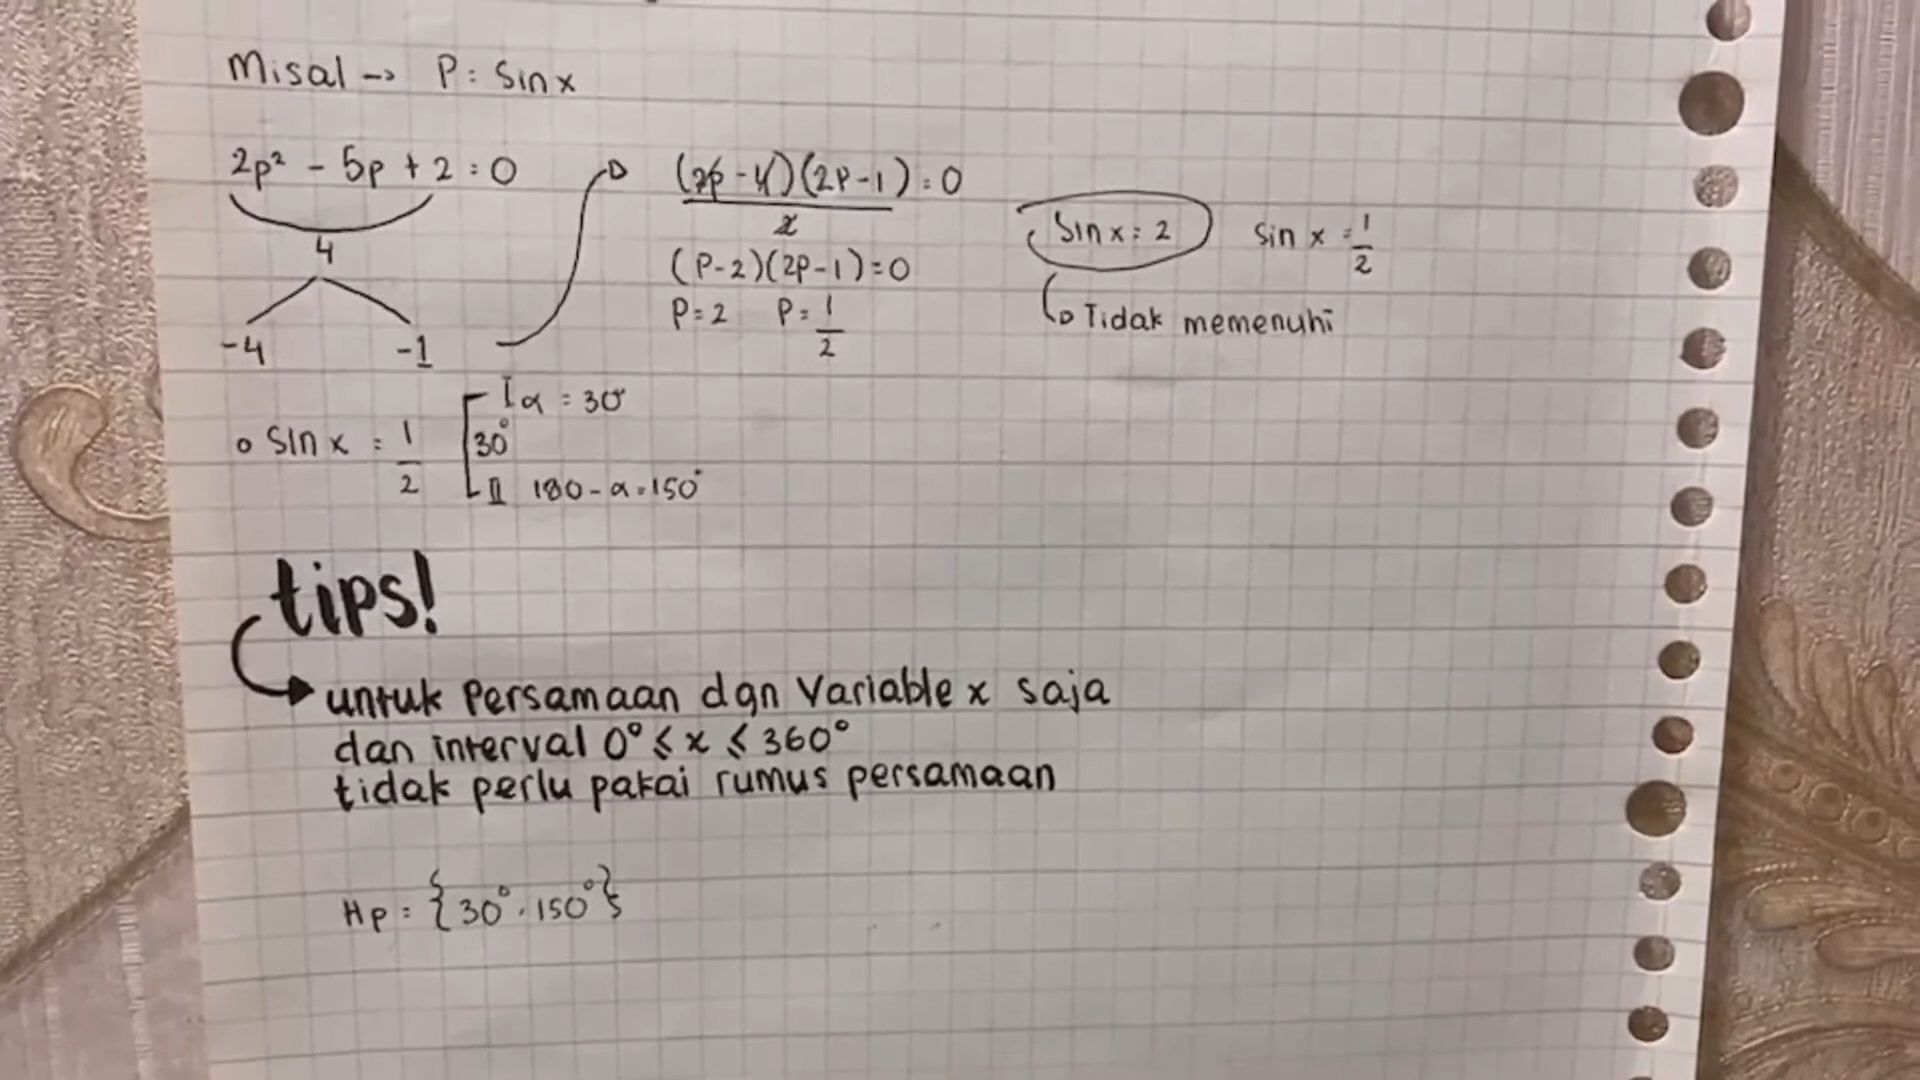 Misal → P = Sin x
2p² - 5p + 2 = 0
4
-4 -1
(2p - 4)(2P - 1) = 0
2
(P - 2)(2P - 1) = 0
P = 2 P = 1/2
Sin x = 2 Sin x = 1/2
Tidak memenuhi
o Sin x = 1/2
I α = 30°
30°
II 180 - α = 150°
tips!
untuk Persamaan dgn Variable x saja
dan interval 0° ≤ x ≤ 360°
tidak perlu pakai rumus persamaan
Hp = {30°, 150°}